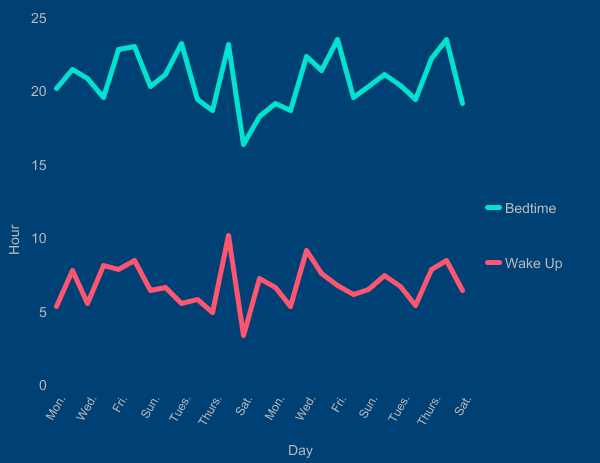 25
20
15
10
5
0
Hour
Mon.
Wed.
Fri.
Sun.
Tues.
Thurs.
Sat.
Mon.
Wed.
Fri.
Sun.
Tues.
Thurs.
Sat.
Day
Bedtime
Wake Up